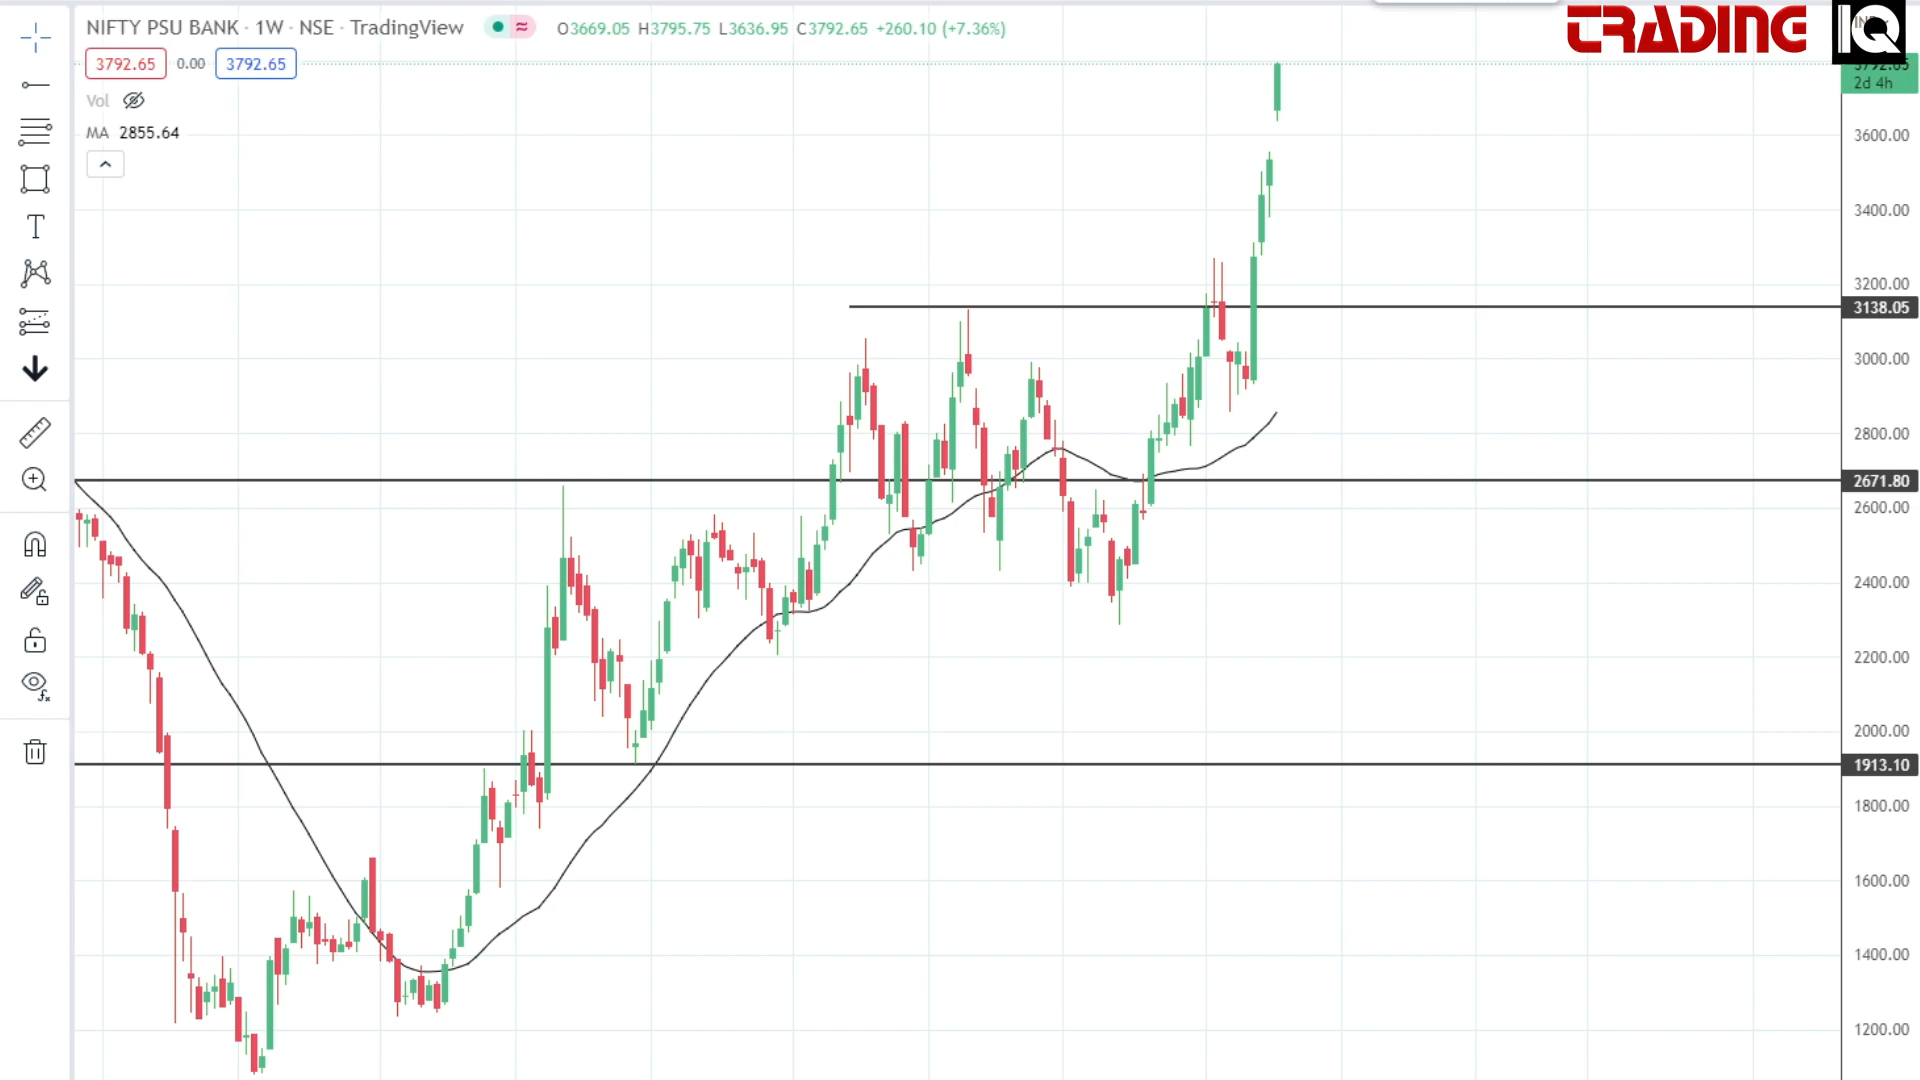 NIFTY PSU BANK · 1W · NSE · TradingView
O3669.05 H3795.75 L3636.95 C3792.65 +260.10 (+7.36%)
TRADING IQ
3792.65 0.00 3792.65
3792.65
2d 4h
Vol
MA 2855.64
3600.00
3400.00
3200.00
3138.05
3000.00
2800.00
2671.80
2600.00
2400.00
2200.00
2000.00
1913.10
1800.00
1600.00
1400.00
1200.00